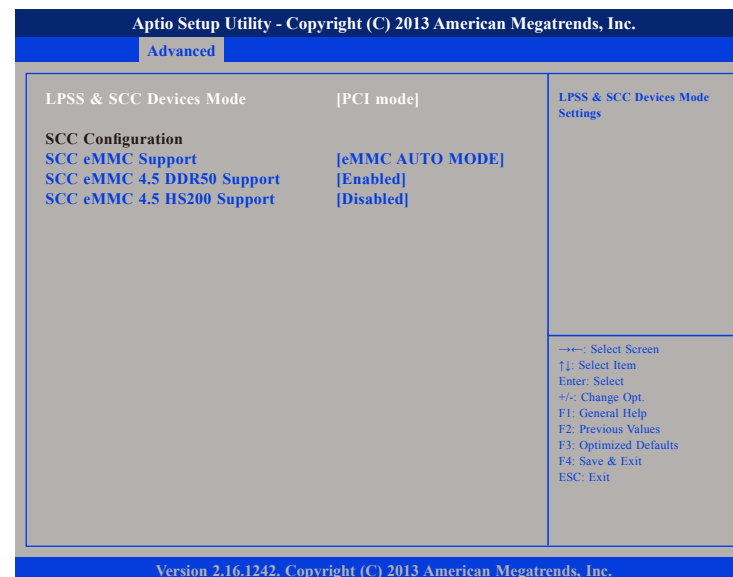 Aptio Setup Utility - Copyright (C) 2013 American Megatrends, Inc.
Advanced
LPSS & SCC Devices Mode [PCI mode]
SCC Configuration
SCC eMMC Support [eMMC AUTO MODE]
SCC eMMC 4.5 DDR50 Support [Enabled]
SCC eMMC 4.5 HS200 Support [Disabled]
LPSS & SCC Devices Mode
Settings
→←: Select Screen
↑↓: Select Item
Enter: Select
+/-: Change Opt.
F1: General Help
F2: Previous Values
F3: Optimized Defaults
F4: Save & Exit
ESC: Exit
Version 2.16.1242. Copyright (C) 2013 American Megatrends, Inc.